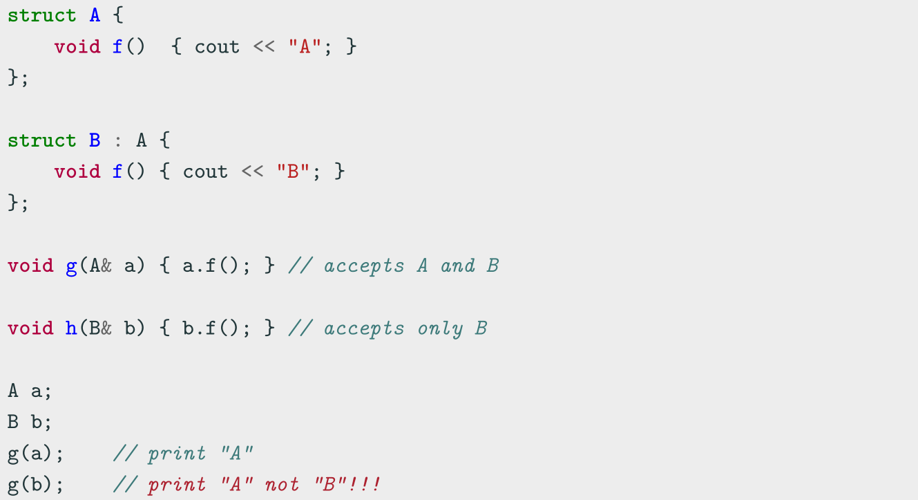 struct A {
    void f()  { cout << "A"; }
};

struct B : A {
    void f() { cout << "B"; }
};

void g(A& a) { a.f(); } // accepts A and B

void h(B& b) { b.f(); } // accepts only B

A a;
B b;
g(a);    // print "A"
g(b);    // print "A" not "B"!!!